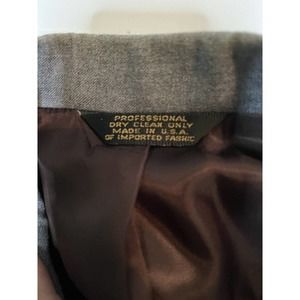 PROFESSIONAL
DRY CLEAN ONLY
MADE IN U.S.A.
OF IMPORTED FABRIC